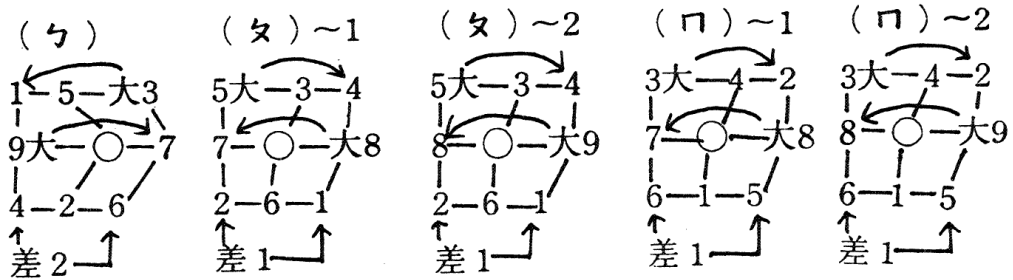 (ㄅ) (ㄆ)～1 (ㄆ)～2 (ㄇ)～1 (ㄇ)～2
1—5—大3 5大—3—4 5大—3—4 3大—4—2 3大—4—2
9大—○—7 7—○—大8 8—○—大9 7—○—大8 8—○—大9
4—2—6 2—6—1 2—6—1 6—1—5 6—1—5
差2 差1 差1 差1 差1